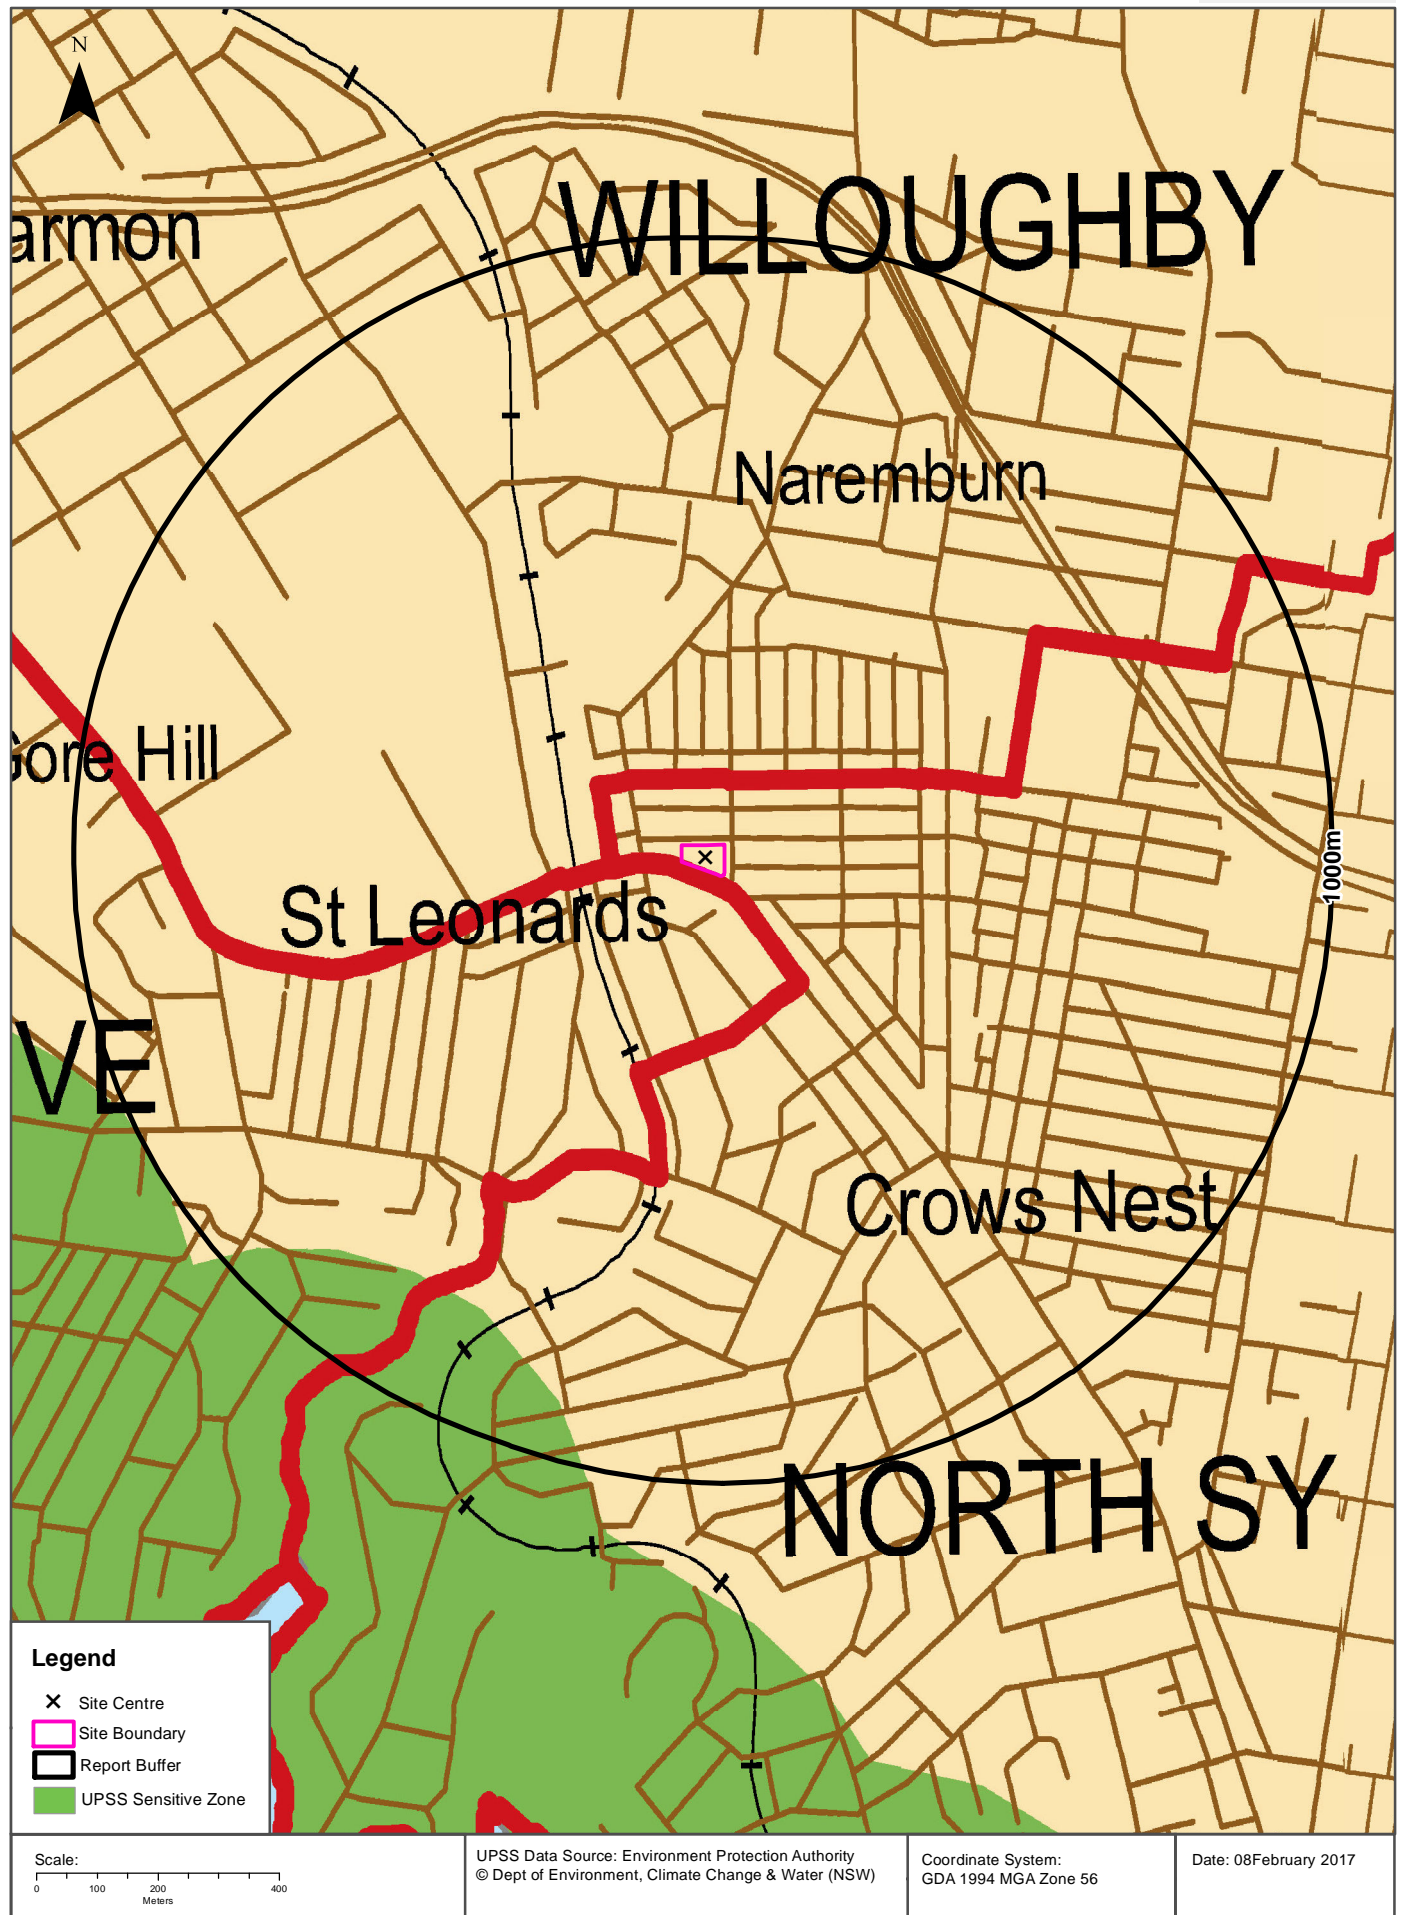 N
WILLOUGHBY
armon
Naremburn
Gore Hill
1000m
St Leonards
VE
Crows Nest
NORTH SY
Legend
Site Centre
Site Boundary
Report Buffer
UPSS Sensitive Zone
Scale:
0 100 200 400
Meters
UPSS Data Source: Environment Protection Authority
© Dept of Environment, Climate Change & Water (NSW)
Coordinate System:
GDA 1994 MGA Zone 56
Date: 08February 2017